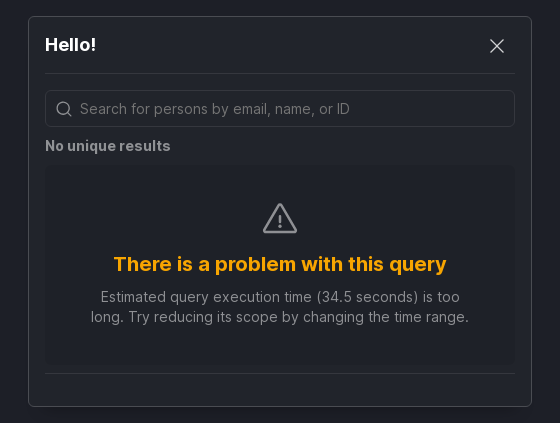 Hello!
Search for persons by email, name, or ID
No unique results
There is a problem with this query
Estimated query execution time (34.5 seconds) is too
long. Try reducing its scope by changing the time range.